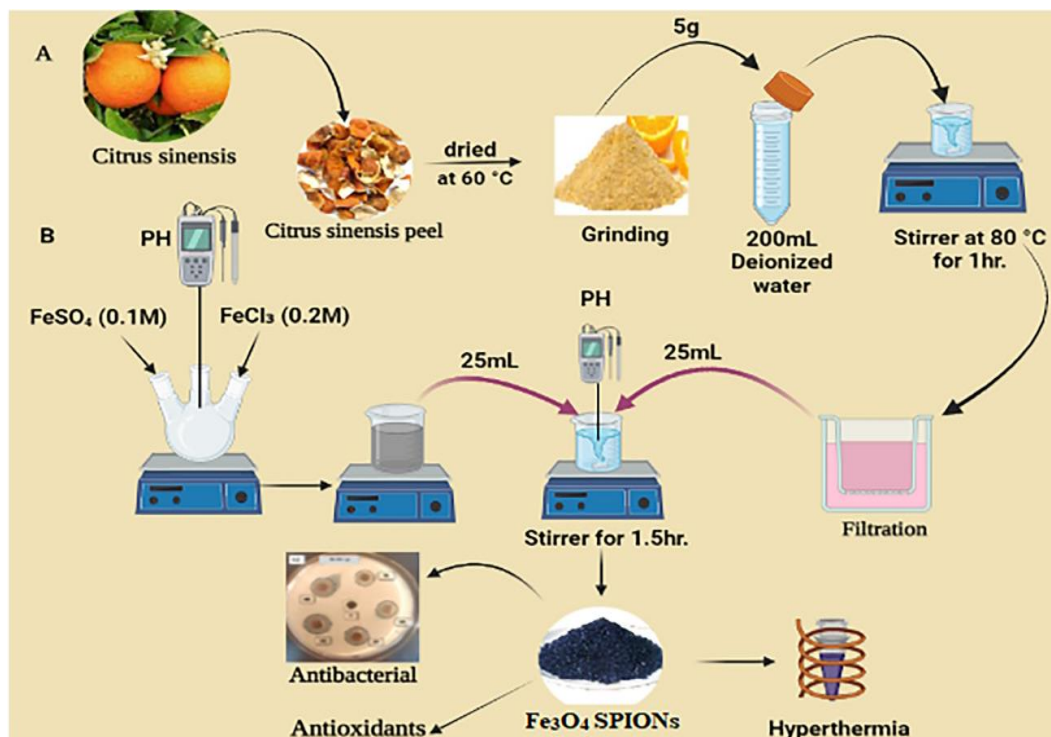 A
Citrus sinensis
Citrus sinensis peel
dried
at 60 °C
Grinding
5g
200mL
Deionized
water
Stirrer at 80 °C
for 1hr.
B
PH
FeSO₄ (0.1M)
FeCl₃ (0.2M)
25mL
PH
25mL
Stirrer for 1.5hr.
Filtration
Antibacterial
Antioxidants
Fe₃O₄ SPIONs
Hyperthermia